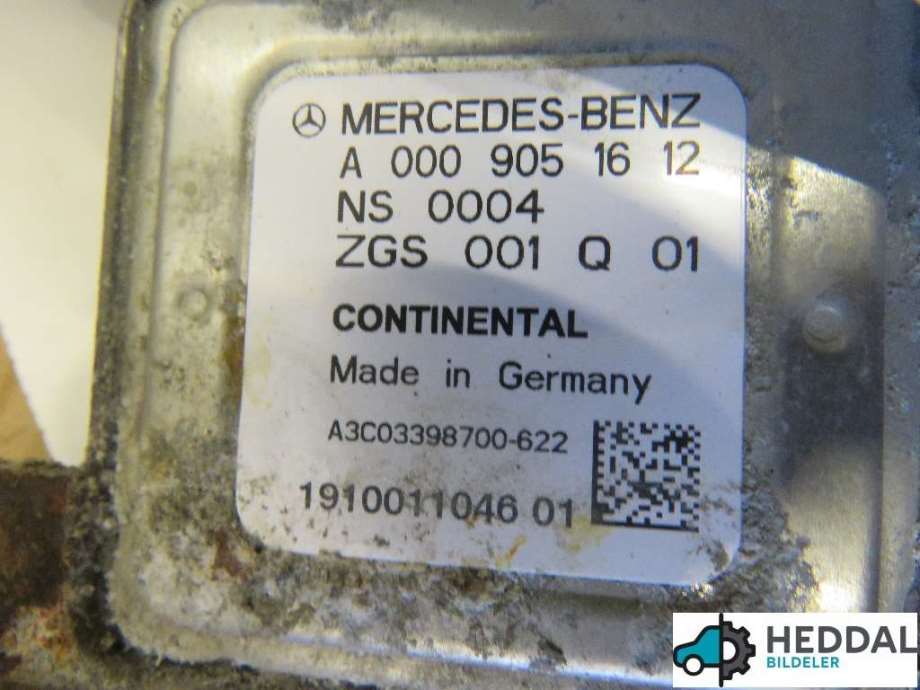 MERCEDES-BENZ
A 000 905 16 12
NS 0004
ZGS 001 Q 01
CONTINENTAL
Made in Germany
A3C03398700-622
1910011046 01
HEDDAL
BILDELER